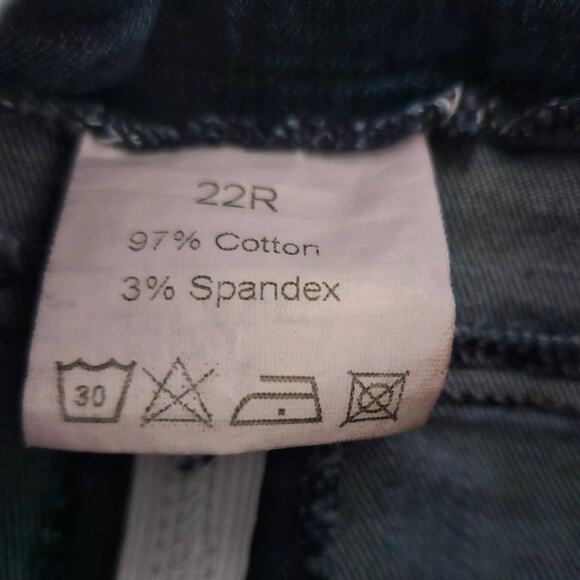 22R
97% Cotton
3% Spandex
30